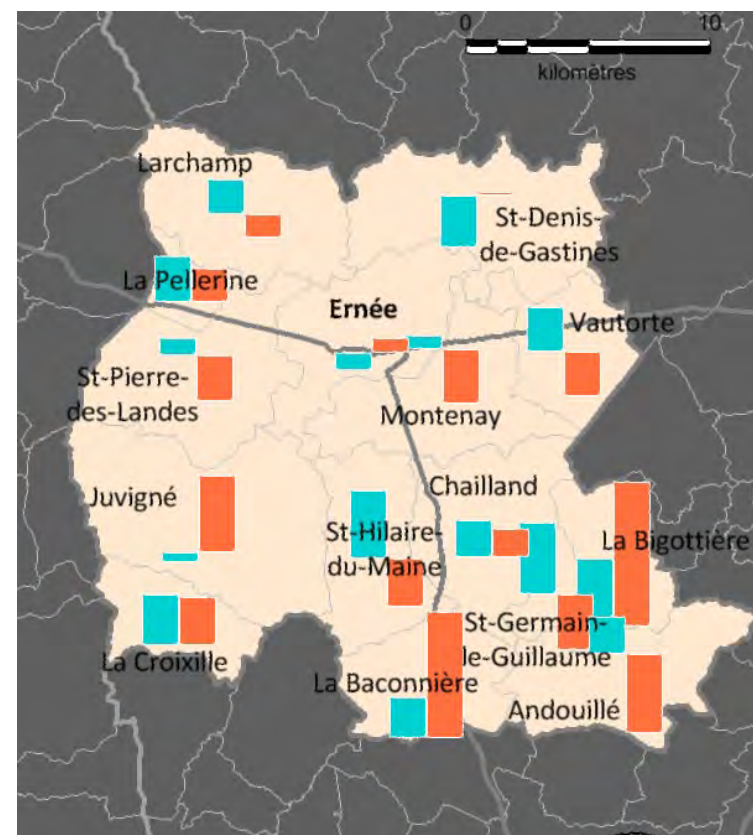 0 10
kilomètres
Larchamp
St-Denis-
de-Gastines
La Pellerine
Ernée
Vautorte
St-Pierre-
des-Landes
Montenay
Juvigné
Chailland
St-Hilaire-
du-Maine
La Bigottière
St-Germain-
le-Guillaume
La Croixille
La Baconnière
Andouillé